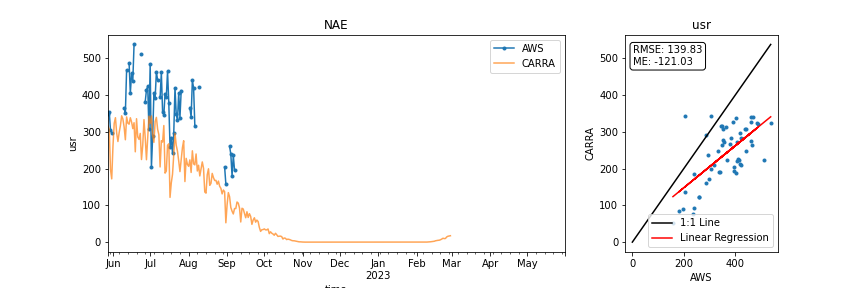 NAE
usr
500
400
300
200
100
0
AWS
CARRA
Jun Jul Aug Sep Oct Nov Dec Jan Feb Mar Apr May
2023
time
usr
RMSE: 139.83
ME: -121.03
CARRA
500
400
300
200
100
0
1:1 Line
Linear Regression
0 200 400
AWS